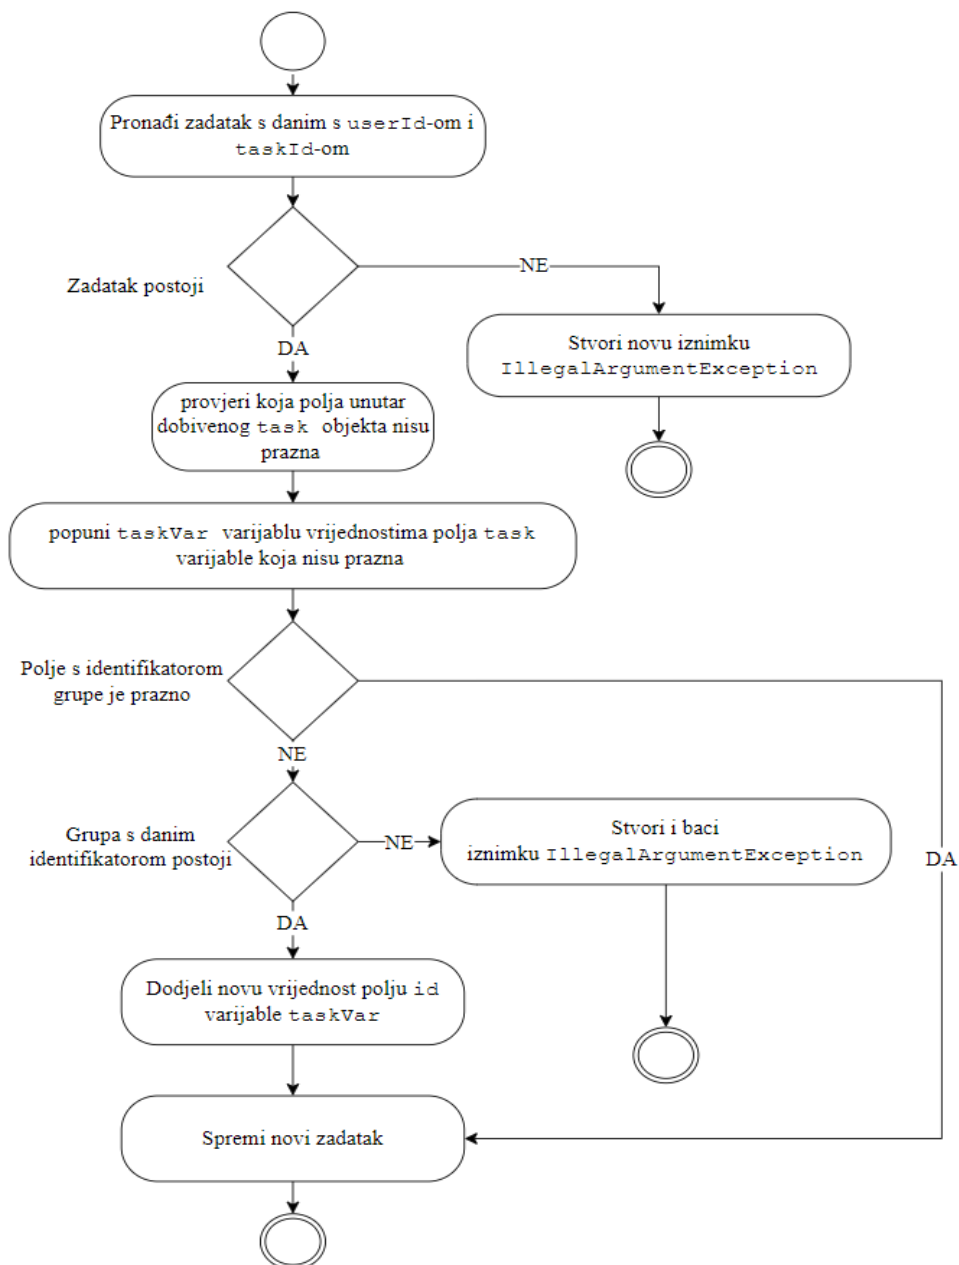 Pronađi zadatak s danim s userId-om i
taskId-om
Zadatak postoji
NE
Stvori novu iznimku
IllegalArgumentException
DA
provjeri koja polja unutar
dobivenog task objekta nisu
prazna
popuni taskVar varijablu vrijednostima polja task
varijable koja nisu prazna
Polje s identifikatorom
grupe je prazno
NE
Grupa s danim
identifikatorom postoji
NE
Stvori i baci
iznimku IllegalArgumentException
DA
DA
Dodjeli novu vrijednost polju id
varijable taskVar
Spremi novi zadatak